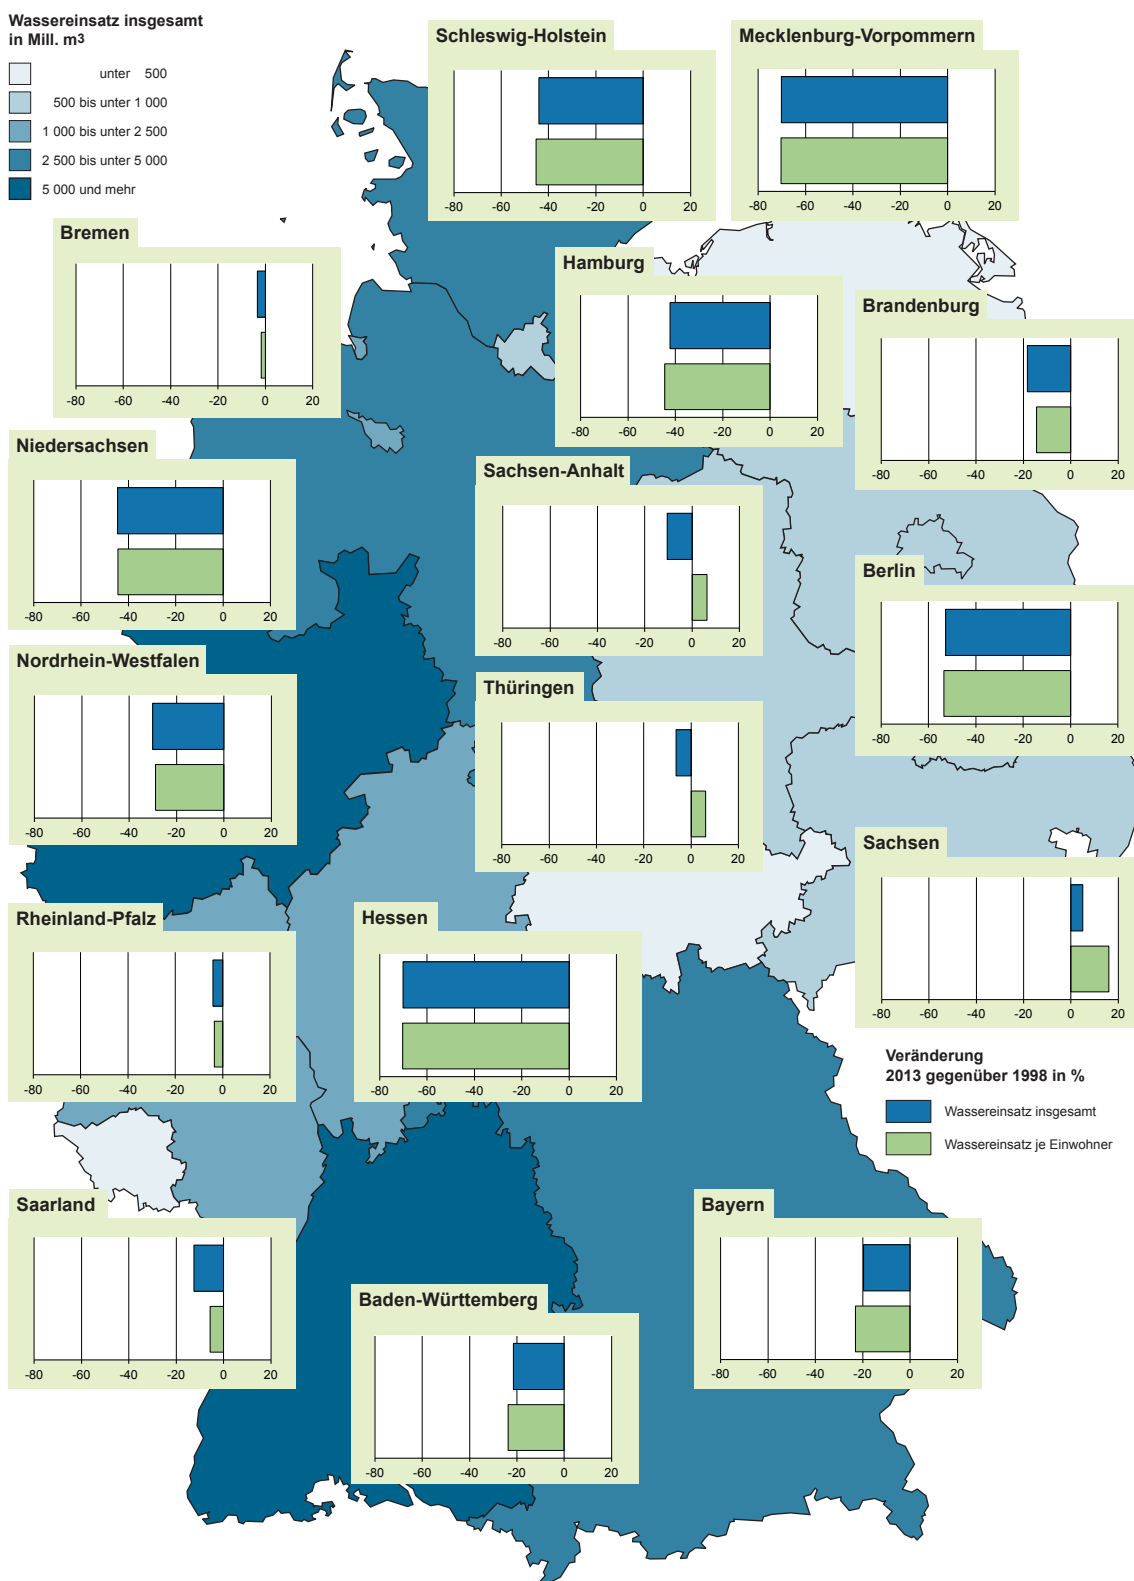 Wassereinsatz insgesamt
in Mill. m3
unter 500
500 bis unter 1 000
1 000 bis unter 2 500
2 500 bis unter 5 000
5 000 und mehr
Schleswig-Holstein
-80 -60 -40 -20 0 20
Mecklenburg-Vorpommern
-80 -60 -40 -20 0 20
Bremen
-80 -60 -40 -20 0 20
Hamburg
-80 -60 -40 -20 0 20
Brandenburg
-80 -60 -40 -20 0 20
Niedersachsen
-80 -60 -40 -20 0 20
Sachsen-Anhalt
-80 -60 -40 -20 0 20
Berlin
-80 -60 -40 -20 0 20
Nordrhein-Westfalen
-80 -60 -40 -20 0 20
Thüringen
-80 -60 -40 -20 0 20
Sachsen
-80 -60 -40 -20 0 20
Rheinland-Pfalz
-80 -60 -40 -20 0 20
Hessen
-80 -60 -40 -20 0 20
Veränderung
2013 gegenüber 1998 in %
Wassereinsatz insgesamt
Wassereinsatz je Einwohner
Saarland
-80 -60 -40 -20 0 20
Bayern
-80 -60 -40 -20 0 20
Baden-Württemberg
-80 -60 -40 -20 0 20